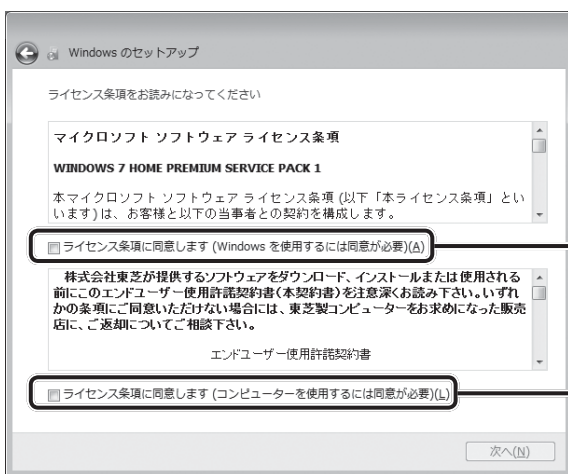 Windows のセットアップ
ライセンス条項をお読みになってください
マイクロソフト ソフトウェア ライセンス条項
WINDOWS 7 HOME PREMIUM SERVICE PACK 1
本マイクロソフト ソフトウェア ライセンス条項 (以下「本ライセンス条項」とい
います) は、お客様と以下の当事者との契約を構成します。
ライセンス条項に同意します (Windows を使用するには同意が必要)(A)
株式会社東芝が提供するソフトウェアをダウンロード、インストールまたは使用される
前にこのエンドユーザー使用許諾契約書(本契約書)を注意深くお読み下さい。いずれ
かの条項にご同意いただけない場合には、東芝製コンピューターをお求めになった販売
店に、ご返却についてご相談下さい。
エンドユーザー使用許諾契約書
ライセンス条項に同意します (コンピューターを使用するには同意が必要)(L)
次へ(N)